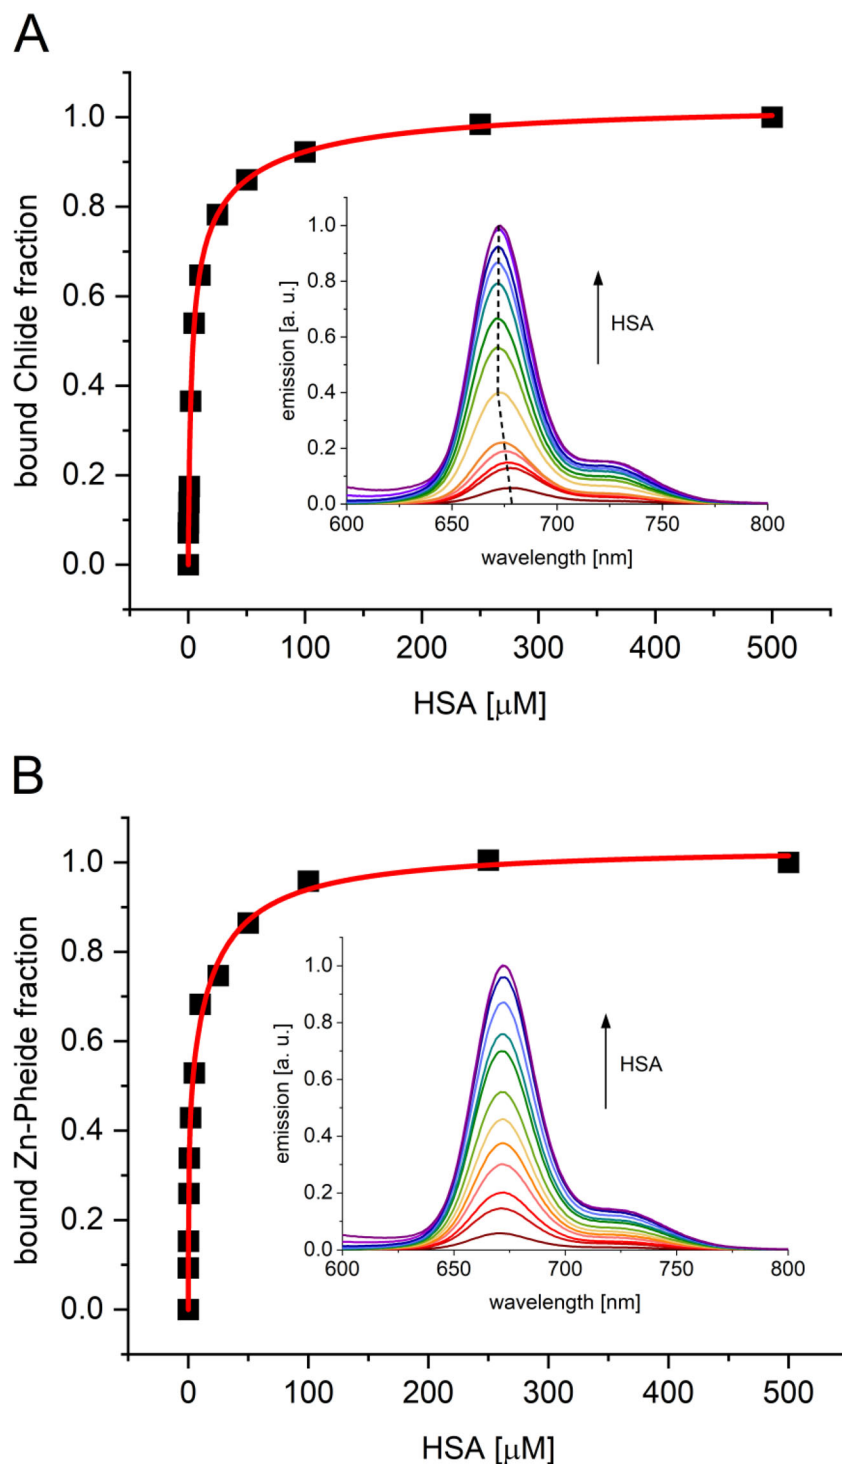 A
bound Chlide fraction
1.0
0.8
0.6
0.4
0.2
0.0
0 100 200 300 400 500
HSA [μM]
emission [a. u.]
1.0
0.8
0.6
0.4
0.2
0.0
600 650 700 750 800
wavelength [nm]
HSA
B
bound Zn-Pheide fraction
1.0
0.8
0.6
0.4
0.2
0.0
0 100 200 300 400 500
HSA [μM]
emission [a. u.]
1.0
0.8
0.6
0.4
0.2
0.0
600 650 700 750 800
wavelength [nm]
HSA